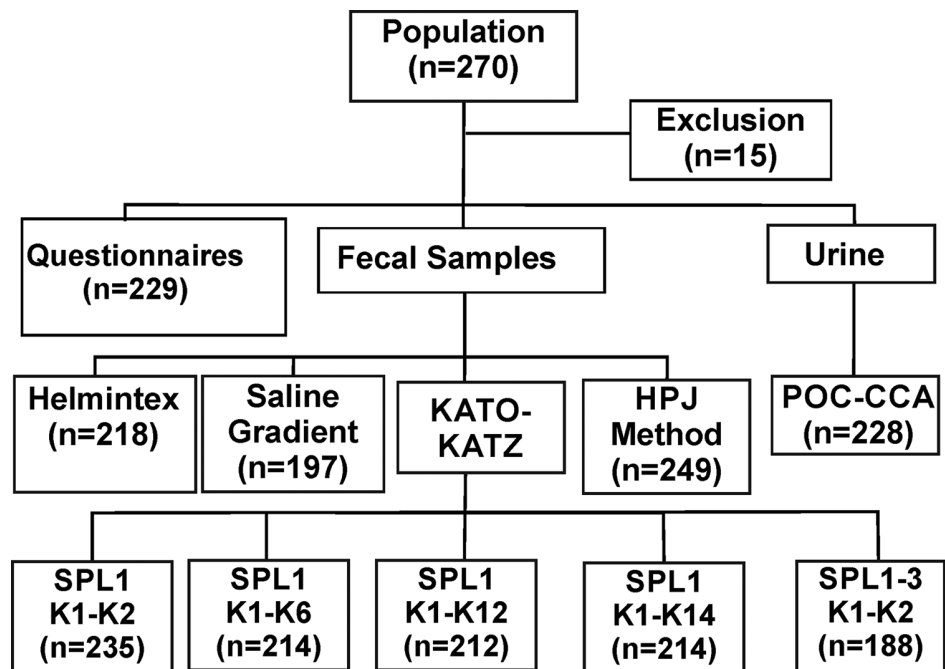 Population
(n=270)
Exclusion
(n=15)
Questionnaires
(n=229)
Fecal Samples
Urine
Helmintex
(n=218)
Saline
Gradient
(n=197)
KATO-
KATZ
HPJ
Method
(n=249)
POC-CCA
(n=228)
SPL1
K1-K2
(n=235)
SPL1
K1-K6
(n=214)
SPL1
K1-K12
(n=212)
SPL1
K1-K14
(n=214)
SPL1-3
K1-K2
(n=188)